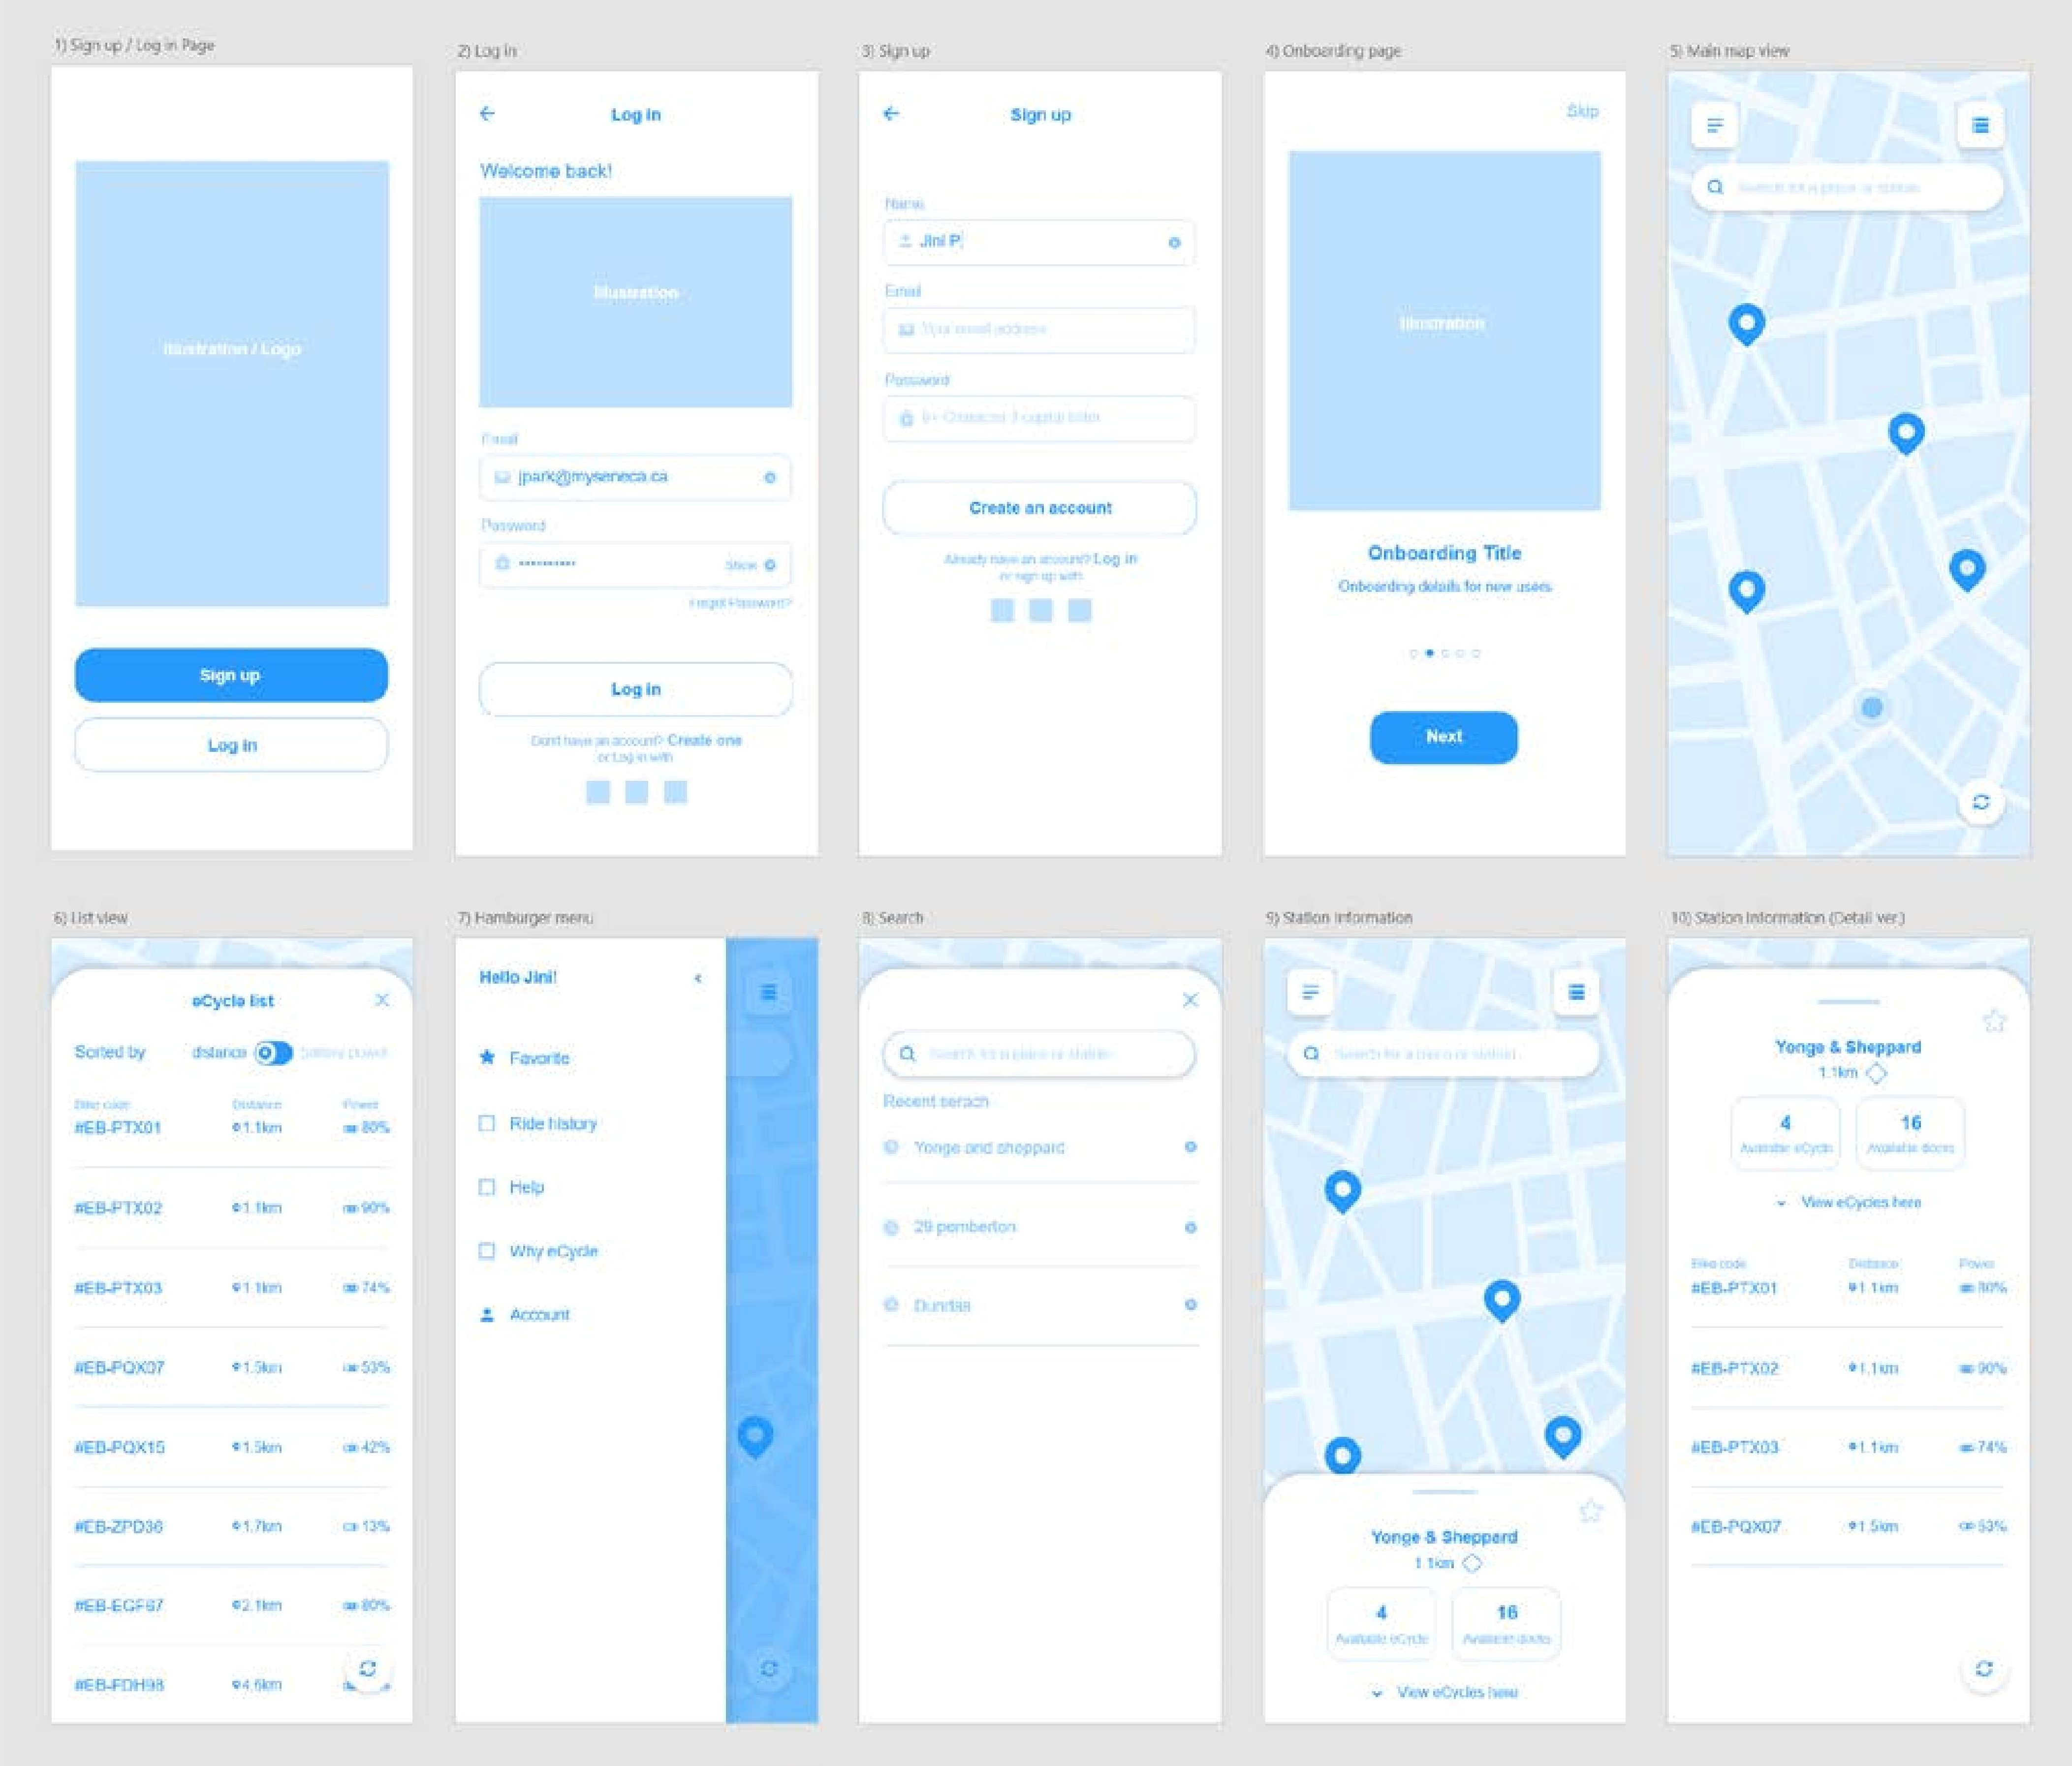 1) Sign up / Log in Page
Illustration / Logo
Sign up
Log in
2) Log in
Log in
Welcome back!
Illustration
Email
jpark@myseneca.ca
Password
••••••••••
Show
Forgot Password?
Log in
Don't have an account? Create one
or Log in with
3) Sign up
Sign up
Name
Jini P
Email
Your email address
Password
Character 1 capital letter
Create an account
Already have an account? Log in
or sign up with
4) Onboarding page
Skip
Illustration
Onboarding Title
Onboarding details for new users
Next
5) Main map view
Search for a place or station
6) List view
eCycle list
Sorted by distance battery power
Bike code Distance Power
#EB-PTX01 1.1km 80%
#EB-PTX02 1.1km 90%
#EB-PTX03 1.1km 74%
#EB-PQX07 1.5km 53%
#EB-PQX15 1.5km 42%
#EB-ZPD36 1.7km 13%
#EB-EGF67 2.1km 80%
#EB-FDH98 4.6km
7) Hamburger menu
Hello Jini!
Favorite
Ride history
Help
Why eCycle
Account
8) Search
Search for a place or station
Recent serach
Yonge and sheppard
29 pemberton
Dundas
9) Station Information
Search for a place or station
Yonge & Sheppard
1.1km
4
Available eCycle
16
Available docks
View eCycles here
10) Station Information (Detail ver.)
Yonge & Sheppard
1.1km
4
Available eCycle
16
Available docks
View eCycles here
Bike code Distance Power
#EB-PTX01 1.1km 80%
#EB-PTX02 1.1km 90%
#EB-PTX03 1.1km 74%
#EB-PQX07 1.5km 53%